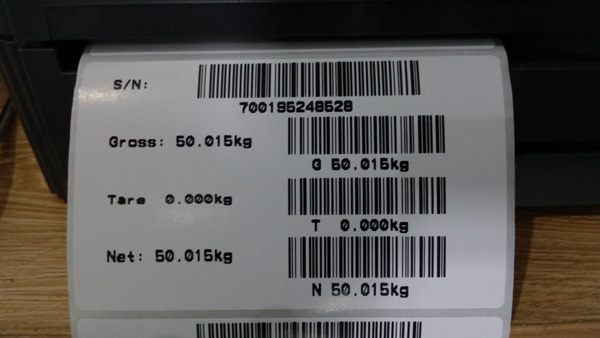 S/N:
700195248528
Gross: 50.015kg
G 50.015kg
Tare 0.000kg
T 0.000kg
Net: 50.015kg
N 50.015kg